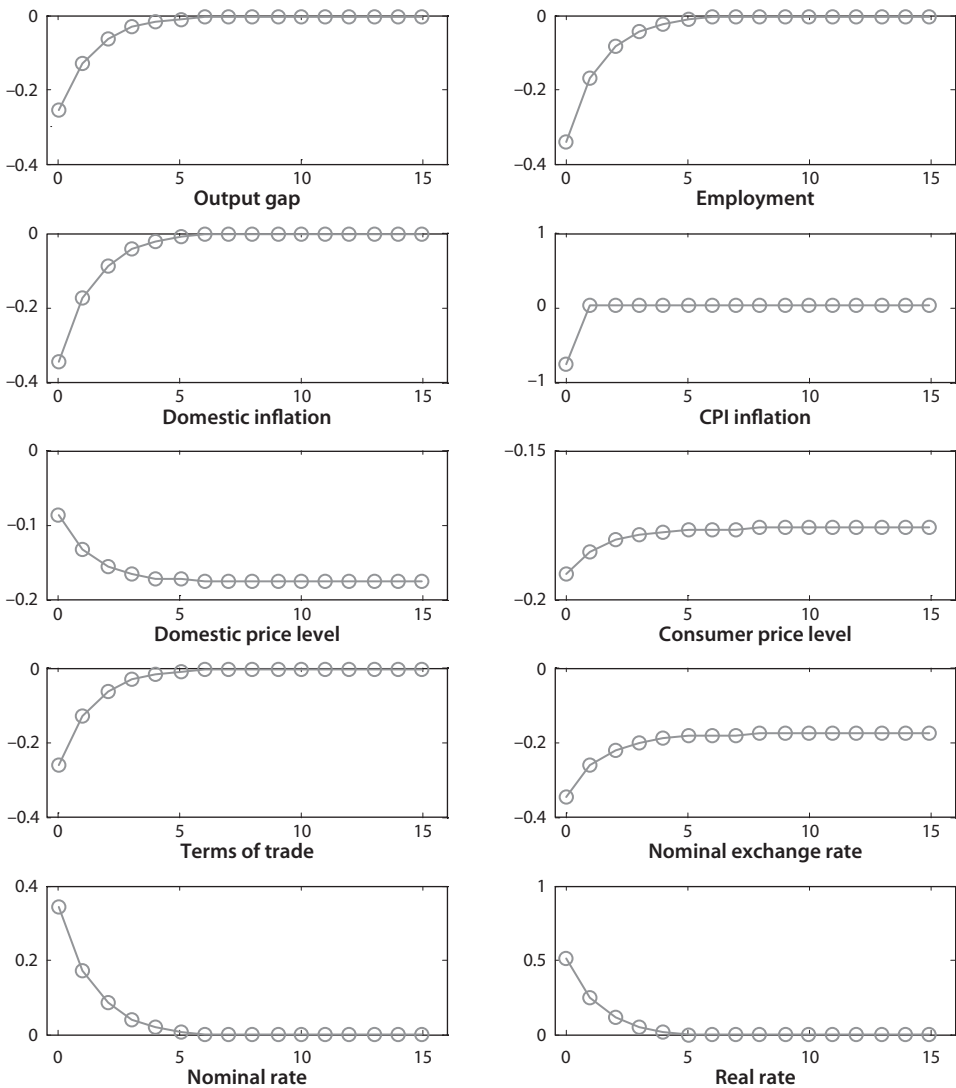 0
−0.2
−0.4
0 5 10 15
Output gap
0
−0.2
−0.4
0 5 10 15
Employment
0
−0.2
−0.4
0 5 10 15
Domestic inflation
1
0
−1
0 5 10 15
CPI inflation
0
−0.1
−0.2
0 5 10 15
Domestic price level
−0.15
−0.2
0 5 10 15
Consumer price level
0
−0.2
−0.4
0 5 10 15
Terms of trade
0
−0.2
−0.4
0 5 10 15
Nominal exchange rate
0.4
0.2
0
0 5 10 15
Nominal rate
1
0.5
0
0 5 10 15
Real rate